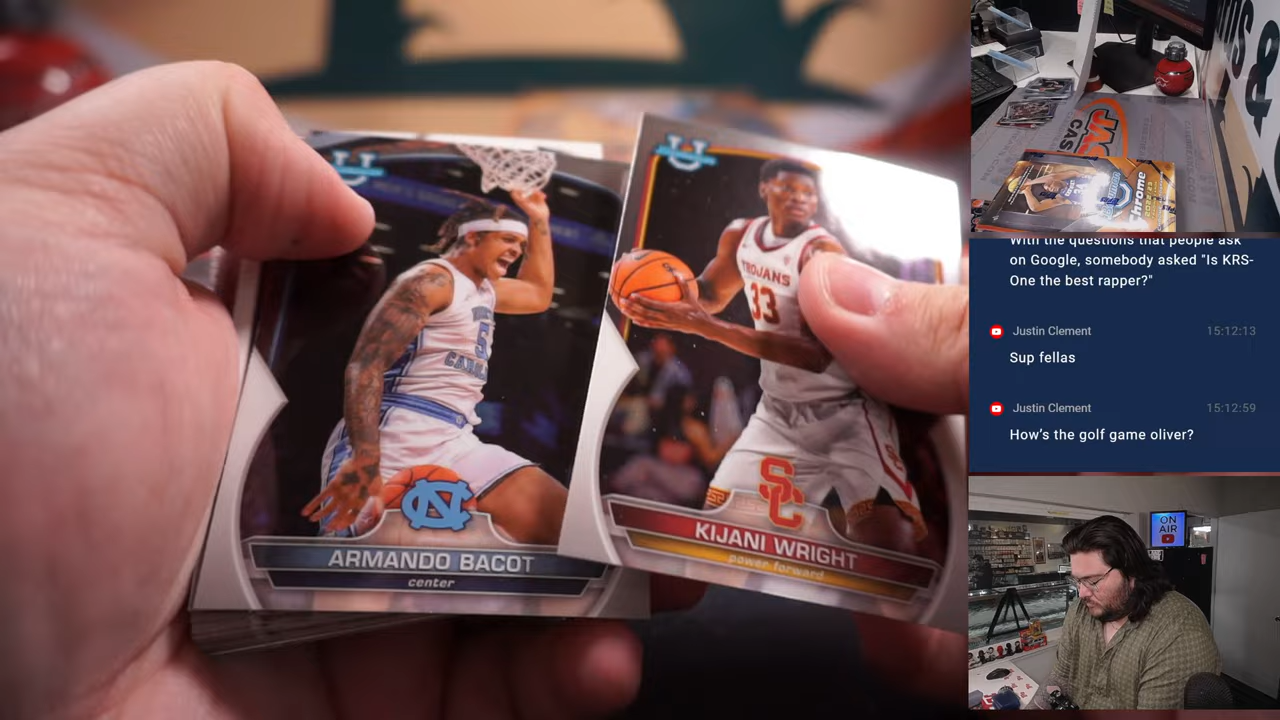 ARMANDO BACOT
center
5
NC
TROJANS
33
SC
KIJANI WRIGHT
power forward
&
Chrome
With the questions that people ask
on Google, somebody asked "Is KRS-
One the best rapper?"
Justin Clement 15:12:13
Sup fellas
Justin Clement 15:12:59
How's the golf game oliver?
ON
AIR